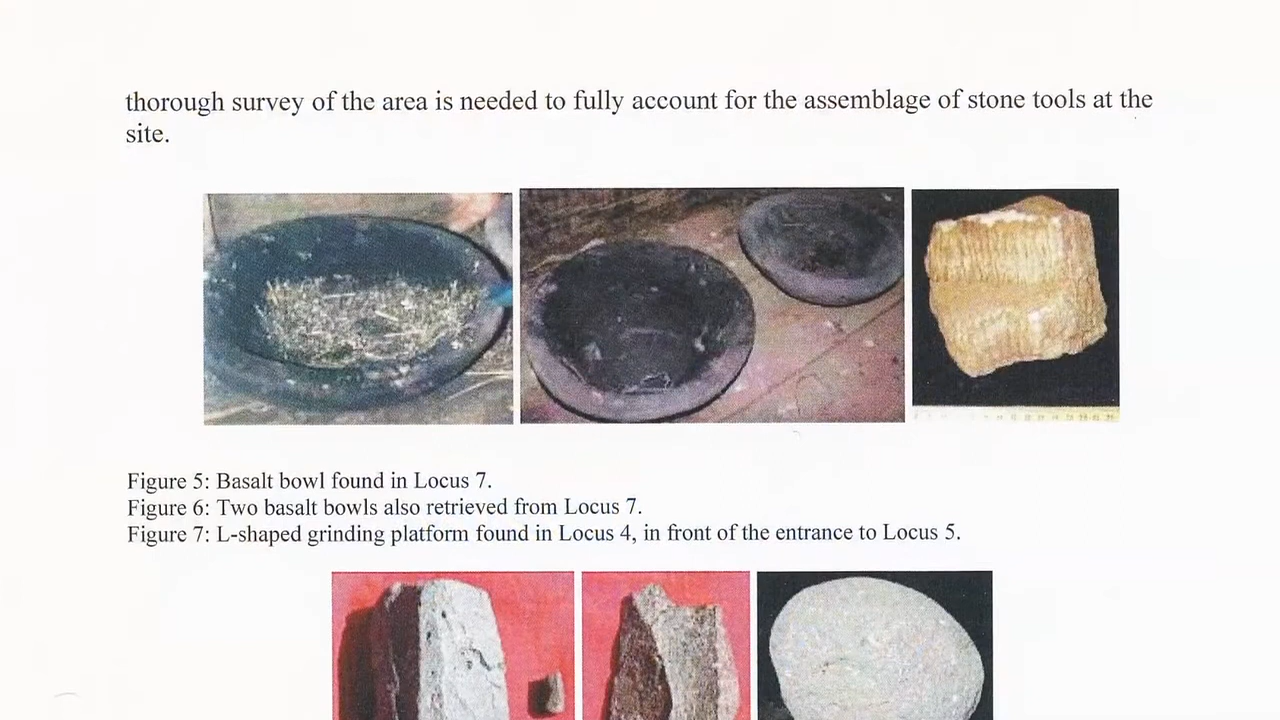 thorough survey of the area is needed to fully account for the assemblage of stone tools at the
site.
Figure 5: Basalt bowl found in Locus 7.
Figure 6: Two basalt bowls also retrieved from Locus 7.
Figure 7: L-shaped grinding platform found in Locus 4, in front of the entrance to Locus 5.